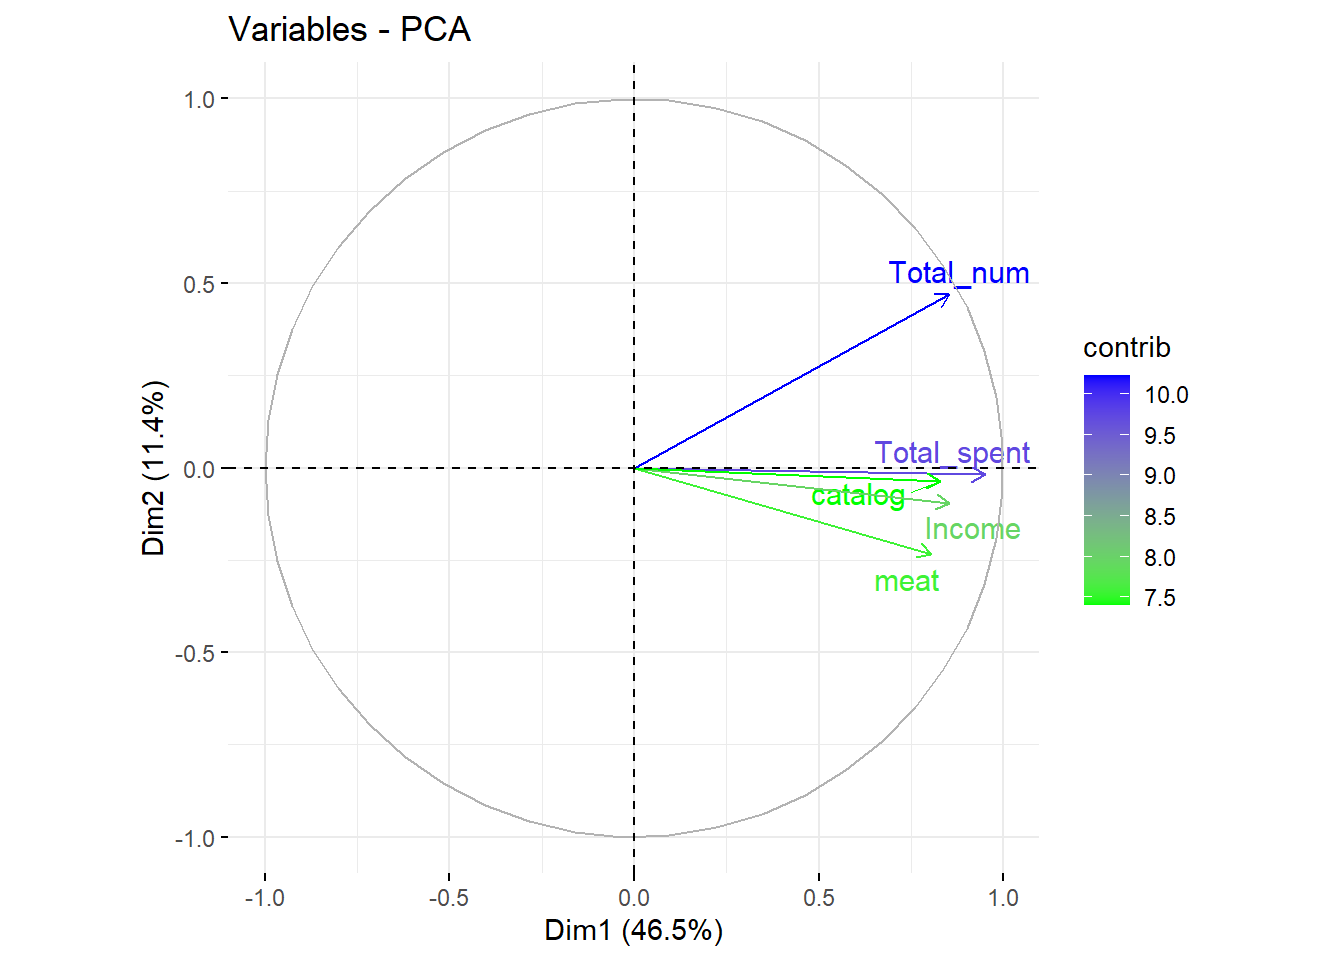 Variables - PCA
1.0
0.5
0.0
-0.5
-1.0
Dim2 (11.4%)
Total_num
Total_spent
catalog
Income
meat
-1.0
-0.5
0.0
0.5
1.0
Dim1 (46.5%)
contrib
10.0
9.5
9.0
8.5
8.0
7.5